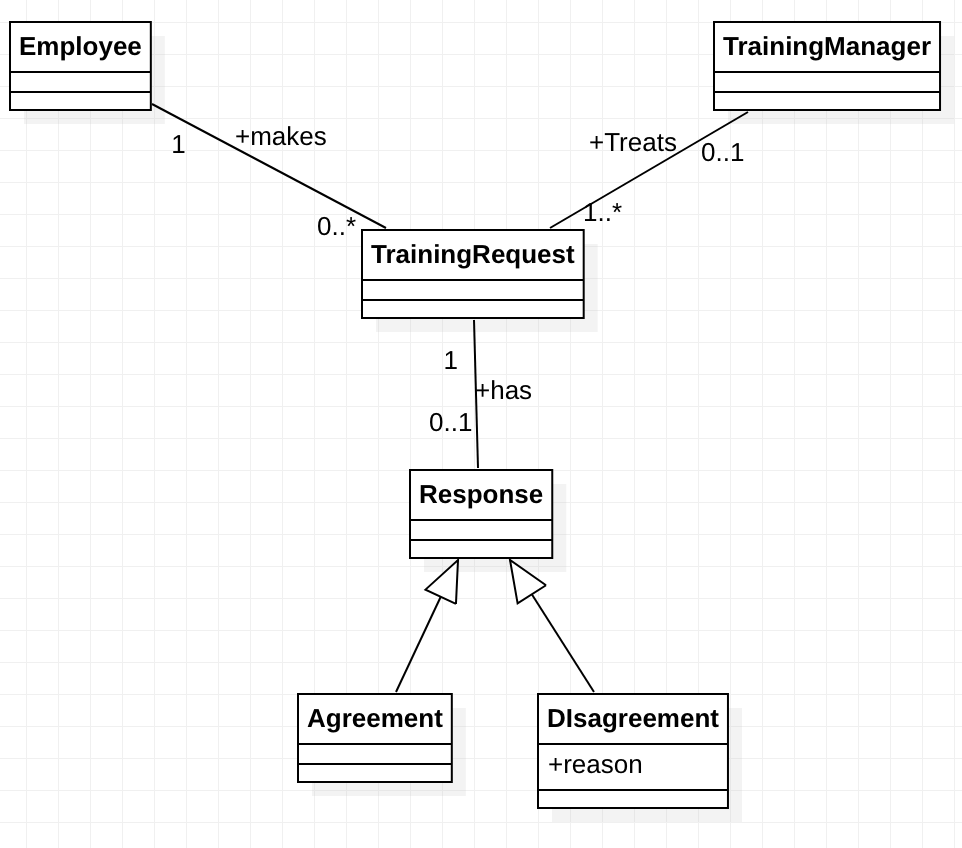 Employee
TrainingManager
+makes
1
+Treats
0..1
0..*
1..*
TrainingRequest
1
+has
0..1
Response
Agreement
DIsagreement
+reason